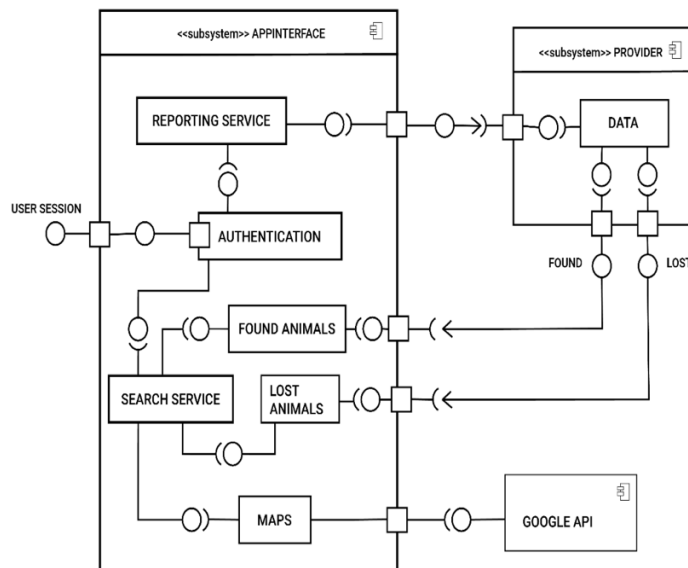 <<subsystem>> APPINTERFACE
<<subsystem>> PROVIDER
REPORTING SERVICE
DATA
USER SESSION
AUTHENTICATION
FOUND
LOST
FOUND ANIMALS
SEARCH SERVICE
LOST
ANIMALS
MAPS
GOOGLE API